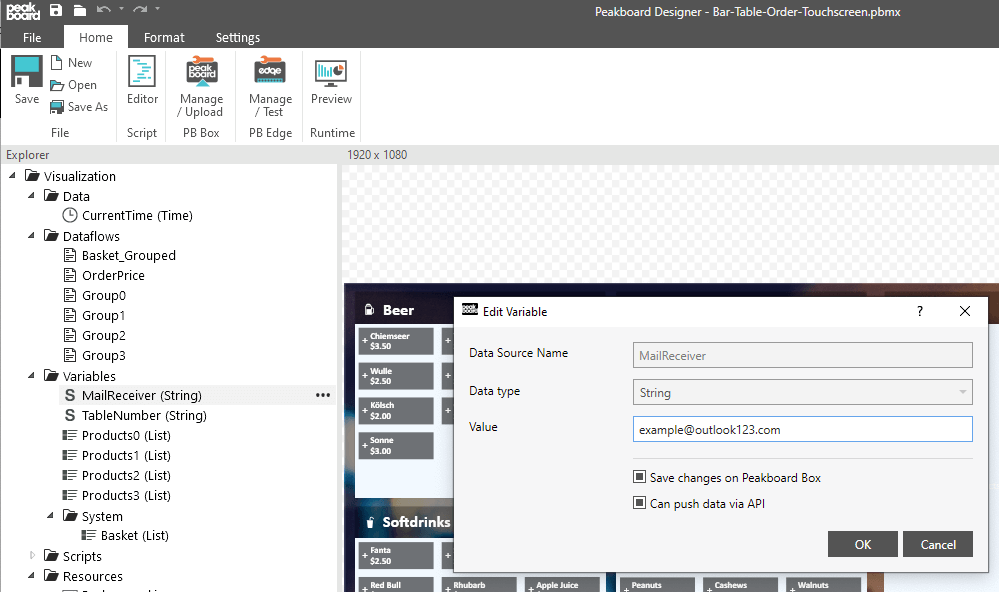 peak board
Peakboard Designer - Bar-Table-Order-Touchscreen.pbmx
File Home Format Settings
Save
New
Open
Save As
File
Editor
Script
peak board
Manage / Upload
PB Box
edge
Manage / Test
PB Edge
Preview
Runtime
Explorer
1920 x 1080
Visualization
Data
CurrentTime (Time)
Dataflows
Basket_Grouped
OrderPrice
Group0
Group1
Group2
Group3
Variables
S MailReceiver (String) •••
S TableNumber (String)
Products0 (List)
Products1 (List)
Products2 (List)
Products3 (List)
System
Basket (List)
Scripts
Resources
Beer
+ Chiemseer
$3.50
+
+ Wulle
$2.50
+
+ Kölsch
$2.00
+
+ Sonne
$3.00
Softdrinks
+ Fanta
$2.50
+
+ Red Bull
+ Rhubarb
+ Apple Juice
+ Peanuts
+ Cashews
+ Walnuts
peak board
Edit Variable ?
Data Source Name MailReceiver
Data type String
Value example@outlook123.com
Save changes on Peakboard Box
Can push data via API
OK Cancel